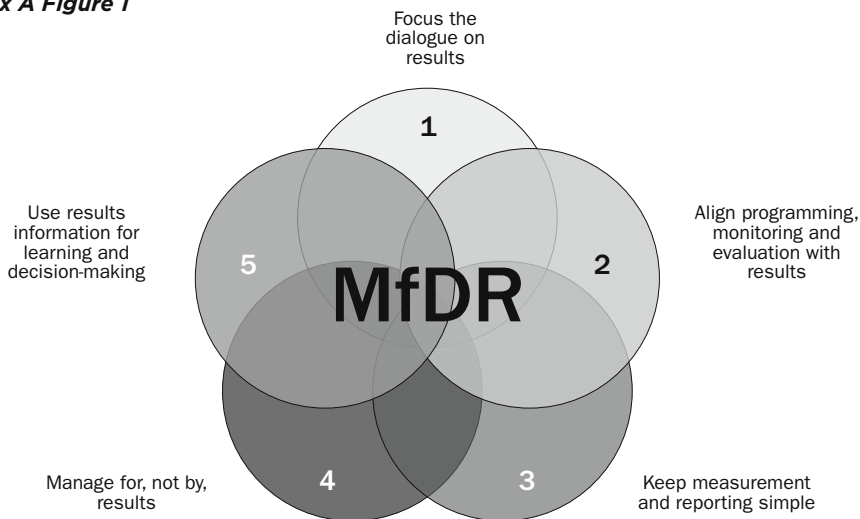 x A Figure 1
Focus the
dialogue on
results
1
Use results
information for
learning and
decision-making
5
MfDR
2
Align programming,
monitoring and
evaluation with
results
Manage for, not by,
results
4
3
Keep measurement
and reporting simple